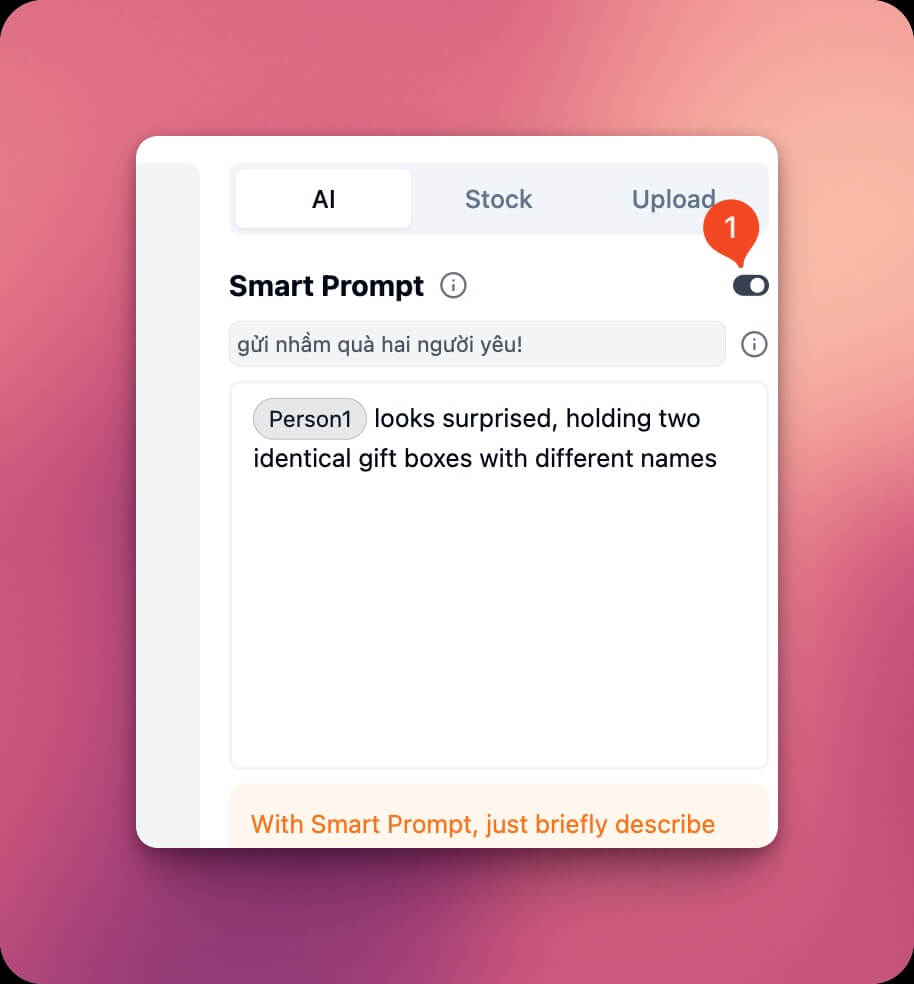 AI Stock Upload
1
Smart Prompt
gửi nhầm quà hai người yêu!
Person1 looks surprised, holding two
identical gift boxes with different names
With Smart Prompt, just briefly describe